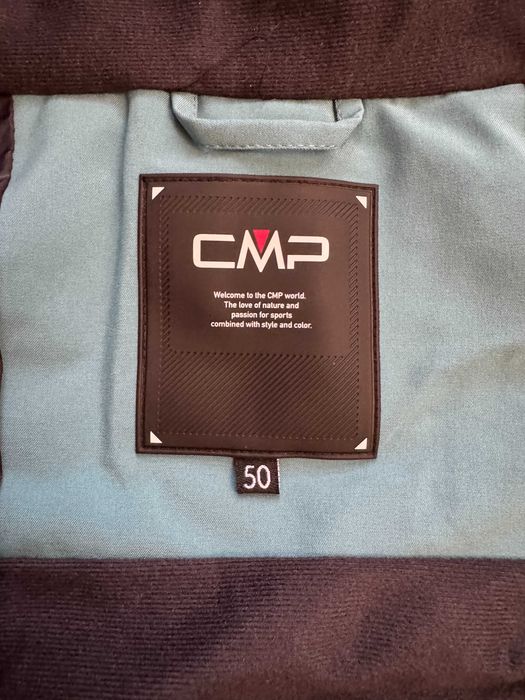 CMP
Welcome to the CMP world.
The love of nature and
passion for sports
combined with style and color.
50